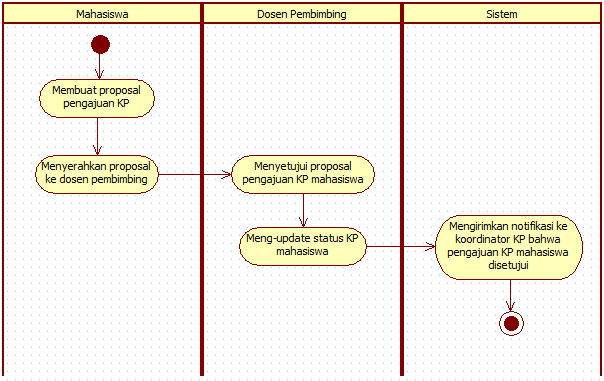 Mahasiswa
Dosen Pembimbing
Sistem
Membuat proposal
pengajuan KP
Menyerahkan proposal
ke dosen pembimbing
Menyetujui proposal
pengajuan KP mahasiswa
Meng-update status KP
mahasiswa
Mengirimkan notifikasi ke
koordinator KP bahwa
pengajuan KP mahasiswa
disetujui